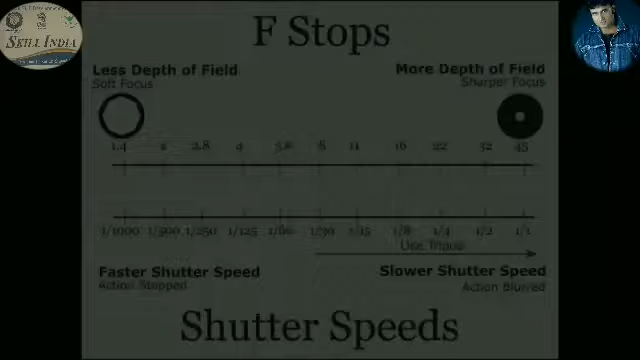 SKILL INDIA
F Stops
Less Depth of Field
More Depth of Field
Soft Focus
Sharper Focus
1.4 2 2.8 4 5.6 8 11 16 22 32 45
1/1000 1/500 1/250 1/125 1/60 1/30 1/15 1/8 1/4 1/2 1/1
Use Tripod
Faster Shutter Speed
Slower Shutter Speed
Action Stopped
Action Blurred
Shutter Speeds